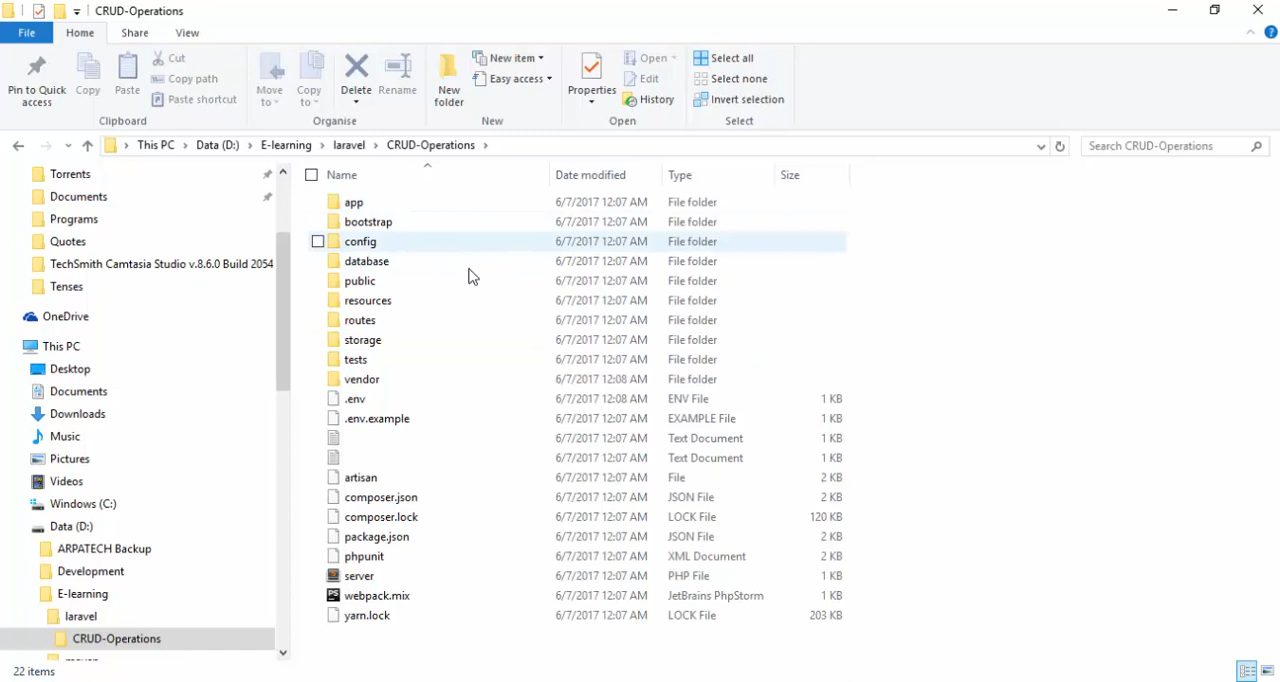 CRUD-Operations
File Home Share View
Pin to Quick access
Copy
Paste
Cut
Copy path
Paste shortcut
Clipboard
Move to
Copy to
Delete
Rename
Organise
New folder
New item
Easy access
New
Properties
Open
Edit
History
Open
Select all
Select none
Invert selection
Select
This PC > Data (D:) > E-learning > laravel > CRUD-Operations >
Search CRUD-Operations
Torrents
Documents
Programs
Quotes
TechSmith Camtasia Studio v.8.6.0 Build 2054
Tenses
OneDrive
This PC
Desktop
Documents
Downloads
Music
Pictures
Videos
Windows (C:)
Data (D:)
ARPATECH Backup
Development
E-learning
laravel
CRUD-Operations
Name Date modified Type Size
app 6/7/2017 12:07 AM File folder
bootstrap 6/7/2017 12:07 AM File folder
config 6/7/2017 12:07 AM File folder
database 6/7/2017 12:07 AM File folder
public 6/7/2017 12:07 AM File folder
resources 6/7/2017 12:07 AM File folder
routes 6/7/2017 12:07 AM File folder
storage 6/7/2017 12:07 AM File folder
tests 6/7/2017 12:07 AM File folder
vendor 6/7/2017 12:08 AM File folder
.env 6/7/2017 12:08 AM ENV File 1 KB
.env.example 6/7/2017 12:07 AM EXAMPLE File 1 KB
6/7/2017 12:07 AM Text Document 1 KB
6/7/2017 12:07 AM Text Document 1 KB
artisan 6/7/2017 12:07 AM File 2 KB
composer.json 6/7/2017 12:07 AM JSON File 2 KB
composer.lock 6/7/2017 12:07 AM LOCK File 120 KB
package.json 6/7/2017 12:07 AM JSON File 2 KB
phpunit 6/7/2017 12:07 AM XML Document 2 KB
server 6/7/2017 12:07 AM PHP File 1 KB
webpack.mix 6/7/2017 12:07 AM JetBrains PhpStorm 1 KB
yarn.lock 6/7/2017 12:07 AM LOCK File 203 KB
22 items